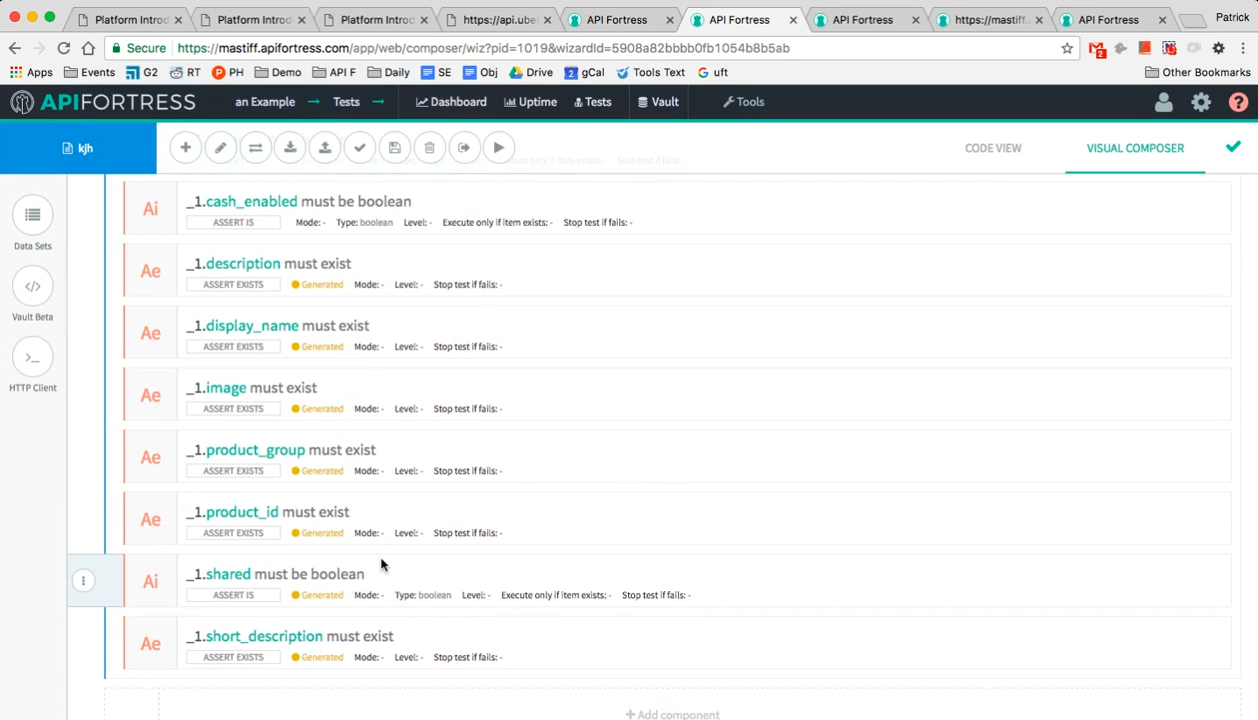 Platform Introd Platform Introd Platform Introd https://api.uber API Fortress API Fortress API Fortress https://mastiff. API Fortress Patrick
Secure https://mastiff.apifortress.com/app/web/composer/wiz?pid=1019&wizardId=5908a82bbbb0fb1054b8b5ab
Apps Events G2 RT PH Demo API F Daily SE Obj Drive gCal Tools Text uft Other Bookmarks
APIFORTRESS an Example → Tests → Dashboard Uptime Tests Vault Tools
kjh CODE VIEW VISUAL COMPOSER
Data Sets
Vault Beta
HTTP Client
Ai _1.cash_enabled must be boolean
ASSERT IS Mode: - Type: boolean Level: - Execute only if item exists: - Stop test if fails: -
Ae _1.description must exist
ASSERT EXISTS Generated Mode: - Level: - Stop test if fails: -
Ae _1.display_name must exist
ASSERT EXISTS Generated Mode: - Level: - Stop test if fails: -
Ae _1.image must exist
ASSERT EXISTS Generated Mode: - Level: - Stop test if fails: -
Ae _1.product_group must exist
ASSERT EXISTS Generated Mode: - Level: - Stop test if fails: -
Ae _1.product_id must exist
ASSERT EXISTS Generated Mode: - Level: - Stop test if fails: -
Ai _1.shared must be boolean
ASSERT IS Generated Mode: - Type: boolean Level: - Execute only if item exists: - Stop test if fails: -
Ae _1.short_description must exist
ASSERT EXISTS Generated Mode: - Level: - Stop test if fails: -
+ Add component